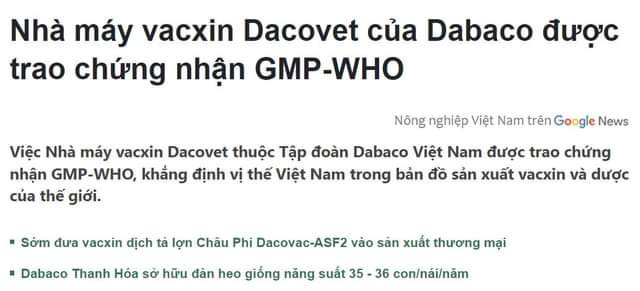 Nhà máy vacxin Dacovet của Dabaco được
trao chứng nhận GMP-WHO
Nông nghiệp Việt Nam trên Google News
Việc Nhà máy vacxin Dacovet thuộc Tập đoàn Dabaco Việt Nam được trao chứng
nhận GMP-WHO, khẳng định vị thế Việt Nam trong bản đồ sản xuất vacxin và dược
của thế giới.
Sớm đưa vacxin dịch tả lợn Châu Phi Dacovac-ASF2 vào sản xuất thương mại
Dabaco Thanh Hóa sở hữu đàn heo giống năng suất 35 - 36 con/nái/năm